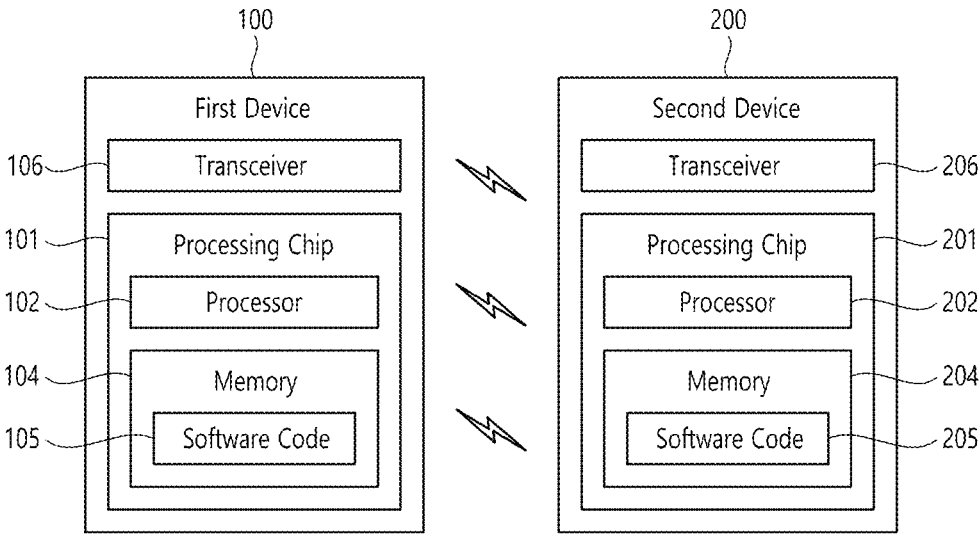 100
200
First Device
Second Device
106
Transceiver
Transceiver
206
101
Processing Chip
Processing Chip
201
102
Processor
Processor
202
104
Memory
Memory
204
105
Software Code
Software Code
205